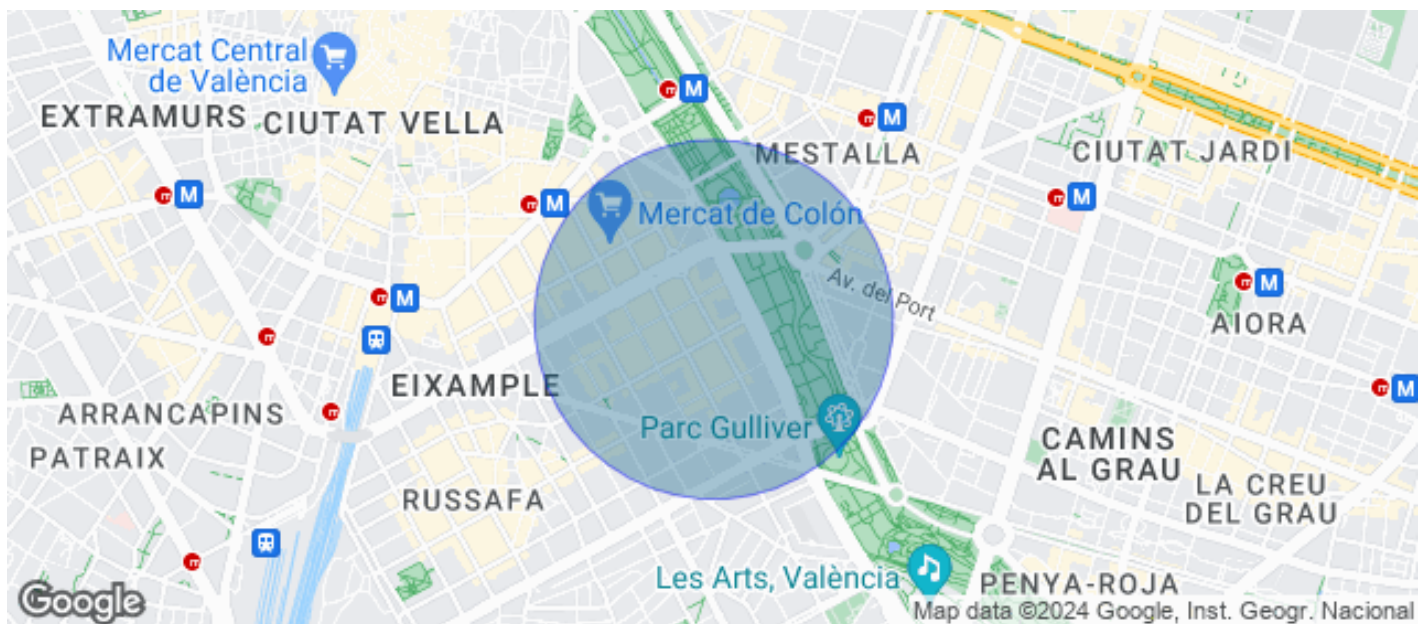 Mercat Central
de València
EXTRAMURS
CIUTAT VELLA
M
MESTALLA
M
CIUTAT JARDI
M
M
M
Mercat de Colón
M
Av. del Port
M
AIORA
EIXAMPLE
M
ARRANCAPINS
Parc Gulliver
PATRAIX
CAMINS
AL GRAU
RUSSAFA
LA CREU
DEL GRAU
Les Arts, València
PENYA-ROJA
Google
Map data ©2024 Google, Inst. Geogr. Nacional